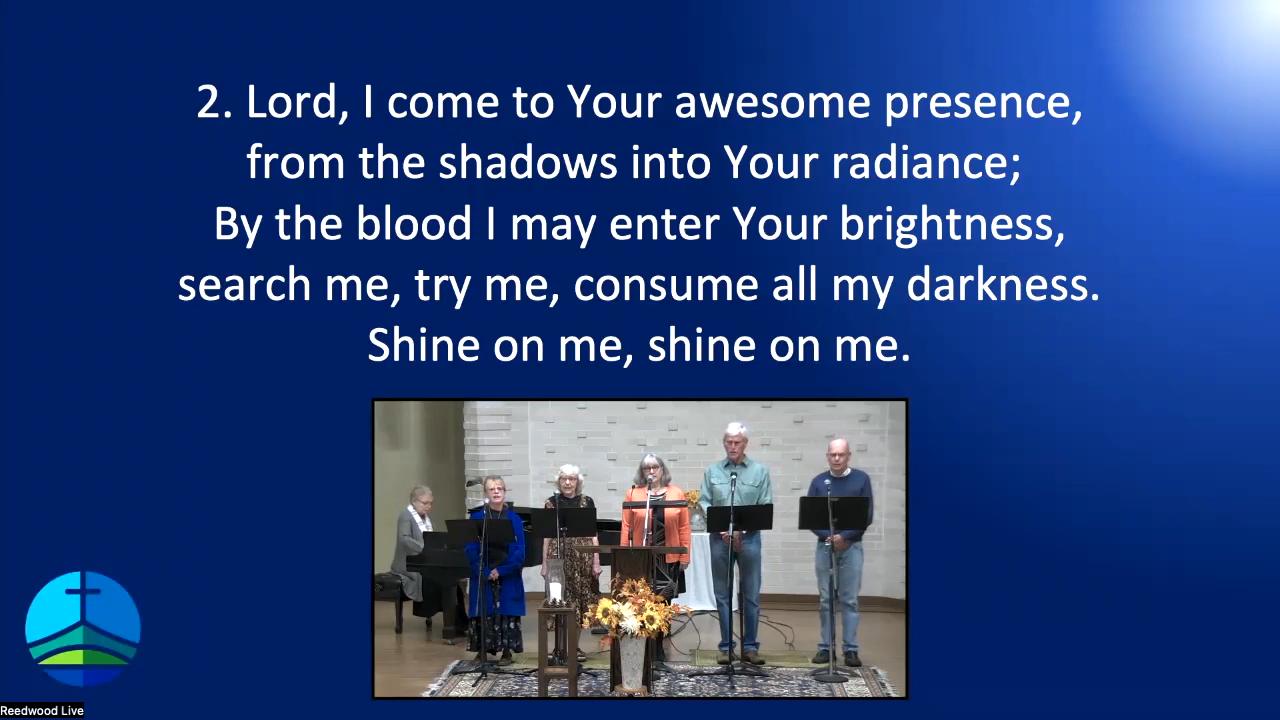 2. Lord, I come to Your awesome presence,
from the shadows into Your radiance;
By the blood I may enter Your brightness,
search me, try me, consume all my darkness.
Shine on me, shine on me.
Reedwood Live